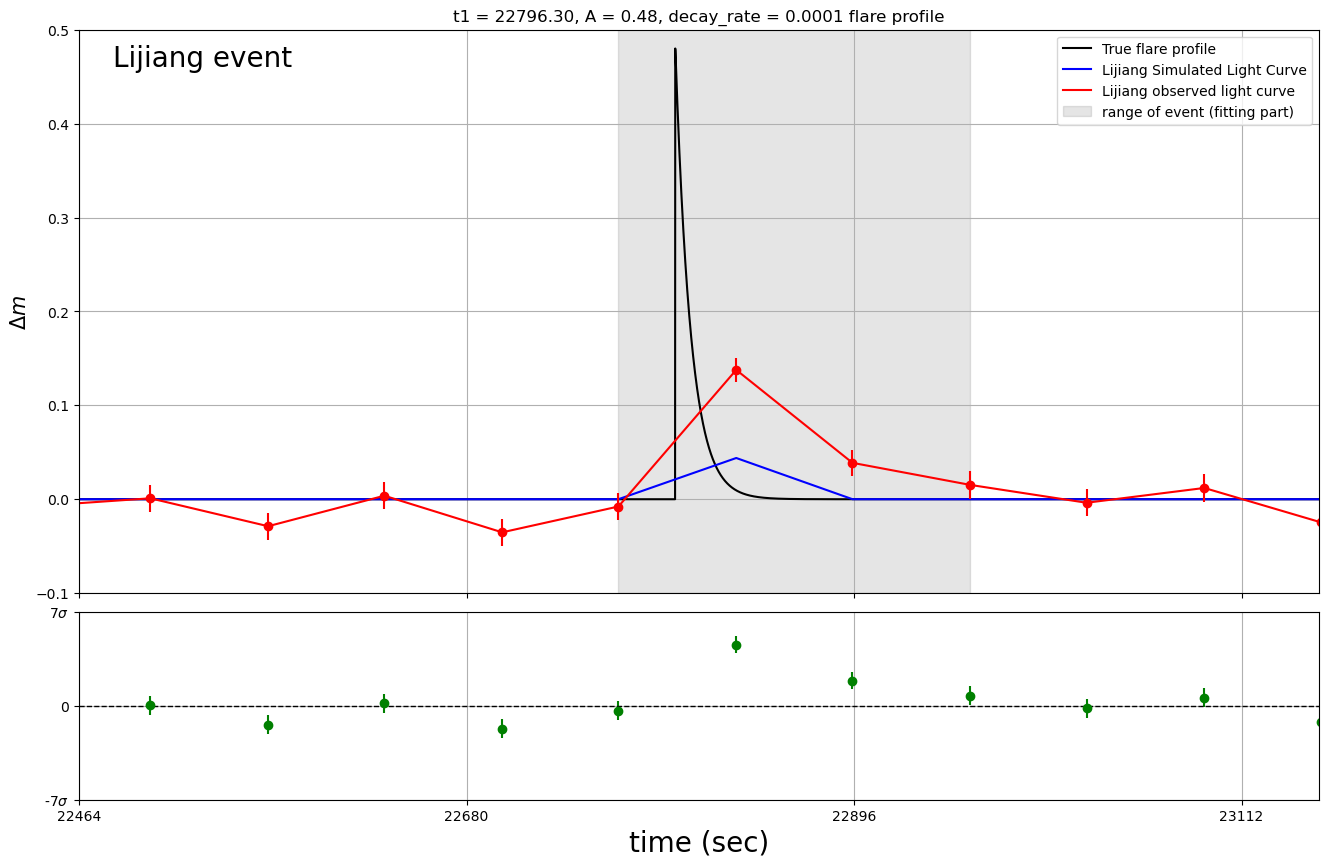 t1 = 22796.30, A = 0.48, decay_rate = 0.0001 flare profile
Lijiang event
True flare profile
Lijiang Simulated Light Curve
Lijiang observed light curve
range of event (fitting part)
Δm
0.5
0.4
0.3
0.2
0.1
0.0
−0.1
7σ
0
-7σ
22464
22680
22896
23112
time (sec)